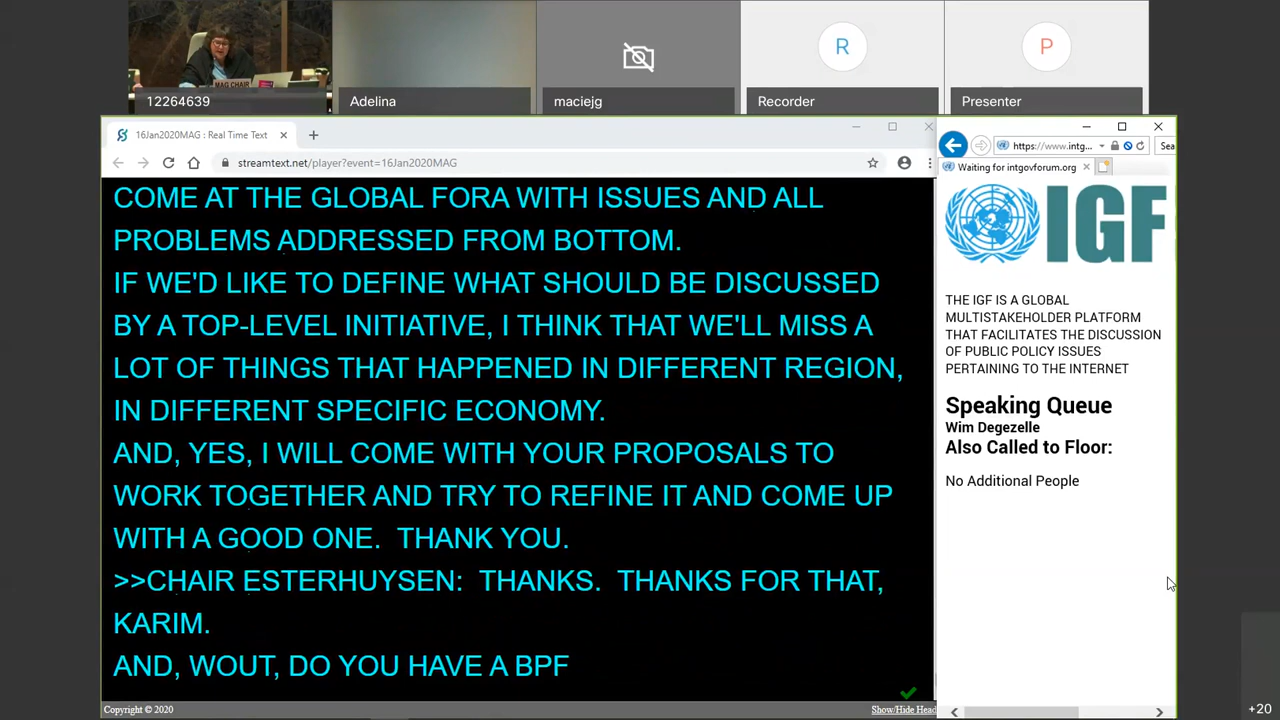 MAG CHAIR
12264639
Adelina
maciejg
R
Recorder
P
Presenter
16Jan2020MAG : Real Time Text
streamtext.net/player?event=16Jan2020MAG
COME AT THE GLOBAL FORA WITH ISSUES AND ALL
PROBLEMS ADDRESSED FROM BOTTOM.
IF WE'D LIKE TO DEFINE WHAT SHOULD BE DISCUSSED
BY A TOP-LEVEL INITIATIVE, I THINK THAT WE'LL MISS A
LOT OF THINGS THAT HAPPENED IN DIFFERENT REGION,
IN DIFFERENT SPECIFIC ECONOMY.
AND, YES, I WILL COME WITH YOUR PROPOSALS TO
WORK TOGETHER AND TRY TO REFINE IT AND COME UP
WITH A GOOD ONE.  THANK YOU.
>>CHAIR ESTERHUYSEN:  THANKS.  THANKS FOR THAT,
KARIM.
AND, WOUT, DO YOU HAVE A BPF
Copyright © 2020
Show/Hide Head
https://www.intg...
Sea
Waiting for intgovforum.org
IGF
THE IGF IS A GLOBAL
MULTISTAKEHOLDER PLATFORM
THAT FACILITATES THE DISCUSSION
OF PUBLIC POLICY ISSUES
PERTAINING TO THE INTERNET
Speaking Queue
Wim Degezelle
Also Called to Floor:
No Additional People
+20